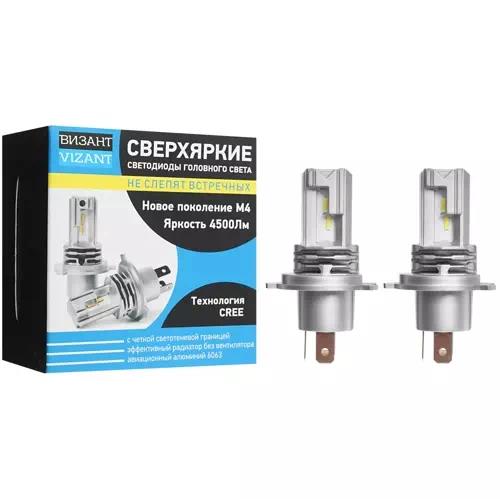 ВИЗАНТ
VIZANT
СВЕРХЯРКИЕ
СВЕТОДИОДЫ ГОЛОВНОГО СВЕТА
НЕ СЛЕПЯТ ВСТРЕЧНЫХ
Новое поколение М4
Яркость 4500Лм
Технология
CREE
с четкой светотеневой границей
эффективный радиатор без вентилятора
авиационный алюминий 6063